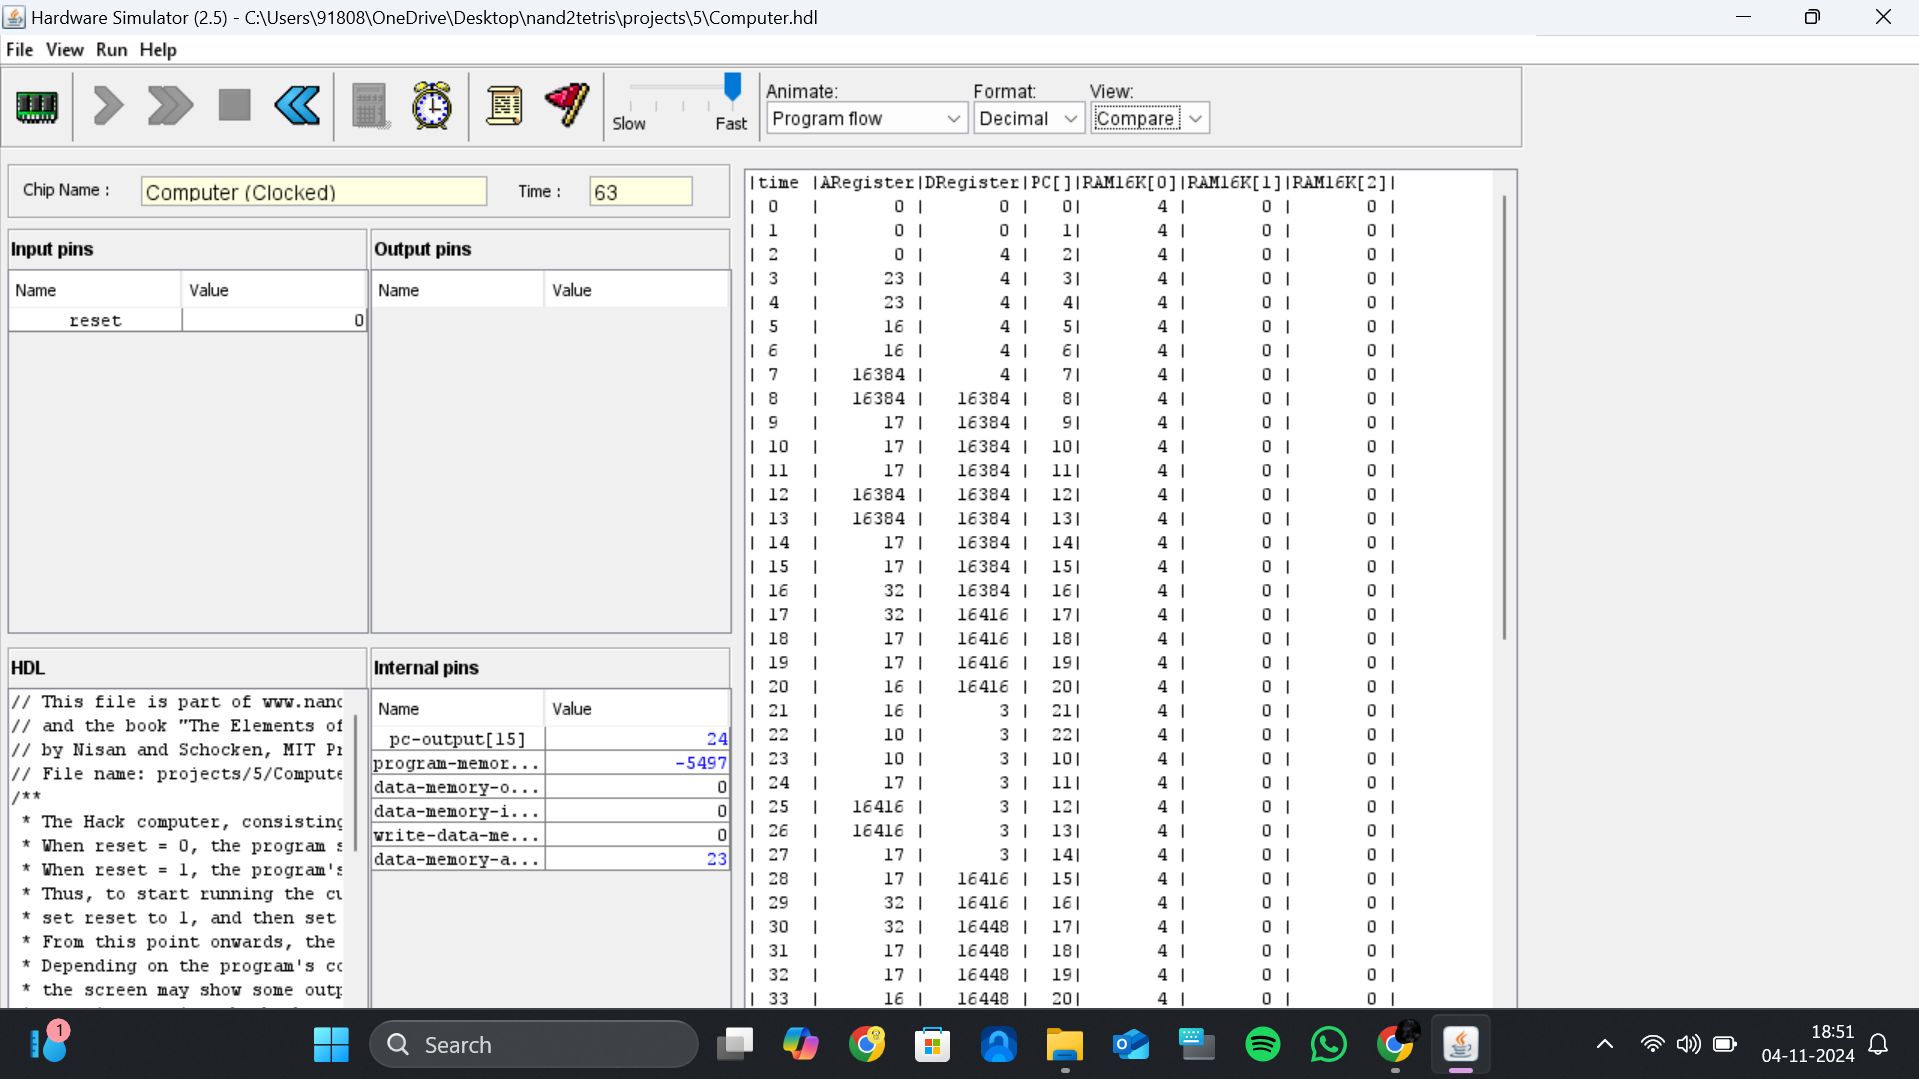 Hardware Simulator (2.5) - C:\Users\91808\OneDrive\Desktop\nand2tetris\projects\5\Computer.hdl
File View Run Help
Slow Fast
Animate:
Program flow
Format:
Decimal
View:
Compare
Chip Name :
Computer (Clocked)
Time :
63
Input pins
Name Value
reset 0
Output pins
Name Value
HDL
// This file is part of www.nanc
// and the book "The Elements of
// by Nisan and Schocken, MIT Pr
// File name: projects/5/Compute
/**
* The Hack computer, consisting
* When reset = 0, the program s
* When reset = 1, the program's
* Thus, to start running the cu
* set reset to 1, and then set
* From this point onwards, the
* Depending on the program's cc
* the screen may show some outp
Internal pins
Name Value
pc-output[15] 24
program-memor... -5497
data-memory-o... 0
data-memory-i... 0
write-data-me... 0
data-memory-a... 23
|time |ARegister|DRegister|PC[]|RAM16K[0]|RAM16K[1]|RAM16K[2]|
| 0 | 0 | 0 | 0| 4 | 0 | 0 |
| 1 | 0 | 0 | 1| 4 | 0 | 0 |
| 2 | 0 | 4 | 2| 4 | 0 | 0 |
| 3 | 23 | 4 | 3| 4 | 0 | 0 |
| 4 | 23 | 4 | 4| 4 | 0 | 0 |
| 5 | 16 | 4 | 5| 4 | 0 | 0 |
| 6 | 16 | 4 | 6| 4 | 0 | 0 |
| 7 | 16384 | 4 | 7| 4 | 0 | 0 |
| 8 | 16384 | 16384 | 8| 4 | 0 | 0 |
| 9 | 17 | 16384 | 9| 4 | 0 | 0 |
| 10 | 17 | 16384 | 10| 4 | 0 | 0 |
| 11 | 17 | 16384 | 11| 4 | 0 | 0 |
| 12 | 16384 | 16384 | 12| 4 | 0 | 0 |
| 13 | 16384 | 16384 | 13| 4 | 0 | 0 |
| 14 | 17 | 16384 | 14| 4 | 0 | 0 |
| 15 | 17 | 16384 | 15| 4 | 0 | 0 |
| 16 | 32 | 16384 | 16| 4 | 0 | 0 |
| 17 | 32 | 16416 | 17| 4 | 0 | 0 |
| 18 | 17 | 16416 | 18| 4 | 0 | 0 |
| 19 | 17 | 16416 | 19| 4 | 0 | 0 |
| 20 | 16 | 16416 | 20| 4 | 0 | 0 |
| 21 | 16 | 3 | 21| 4 | 0 | 0 |
| 22 | 10 | 3 | 22| 4 | 0 | 0 |
| 23 | 10 | 3 | 10| 4 | 0 | 0 |
| 24 | 17 | 3 | 11| 4 | 0 | 0 |
| 25 | 16416 | 3 | 12| 4 | 0 | 0 |
| 26 | 16416 | 3 | 13| 4 | 0 | 0 |
| 27 | 17 | 3 | 14| 4 | 0 | 0 |
| 28 | 17 | 16416 | 15| 4 | 0 | 0 |
| 29 | 32 | 16416 | 16| 4 | 0 | 0 |
| 30 | 32 | 16448 | 17| 4 | 0 | 0 |
| 31 | 17 | 16448 | 18| 4 | 0 | 0 |
| 32 | 17 | 16448 | 19| 4 | 0 | 0 |
| 33 | 16 | 16448 | 20| 4 | 0 | 0 |
1
Search
18:51
04-11-2024